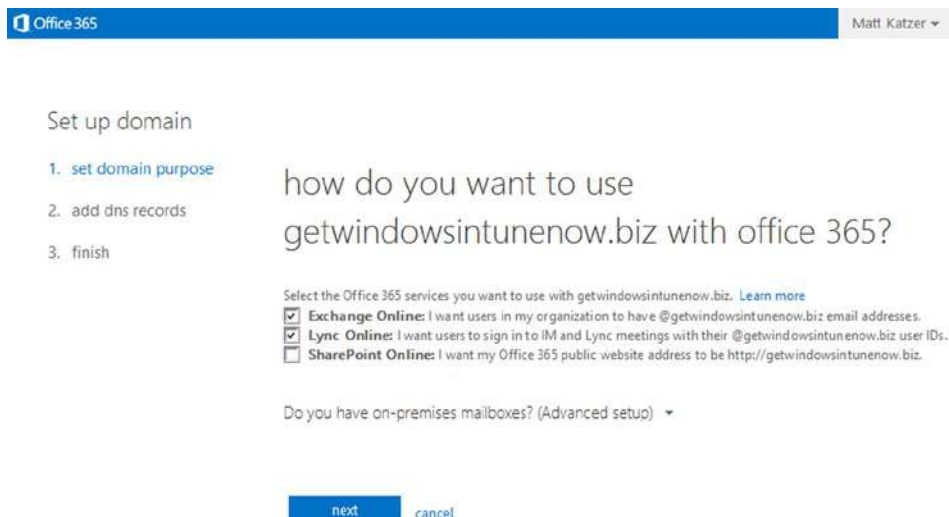 Office 365
Matt Katzer
Set up domain
1. set domain purpose
2. add dns records
3. finish
how do you want to use
getwindowsintunenow.biz with office 365?
Select the Office 365 services you want to use with getwindowsintunenow.biz. Learn more
Exchange Online: I want users in my organization to have @getwindowsintunenow.biz email addresses.
Lync Online: I want users to sign in to IM and Lync meetings with their @getwindowsintunenow.biz user IDs.
SharePoint Online: I want my Office 365 public website address to be http://getwindowsintunenow.biz.
Do you have on-premises mailboxes? (Advanced setup)
next cancel